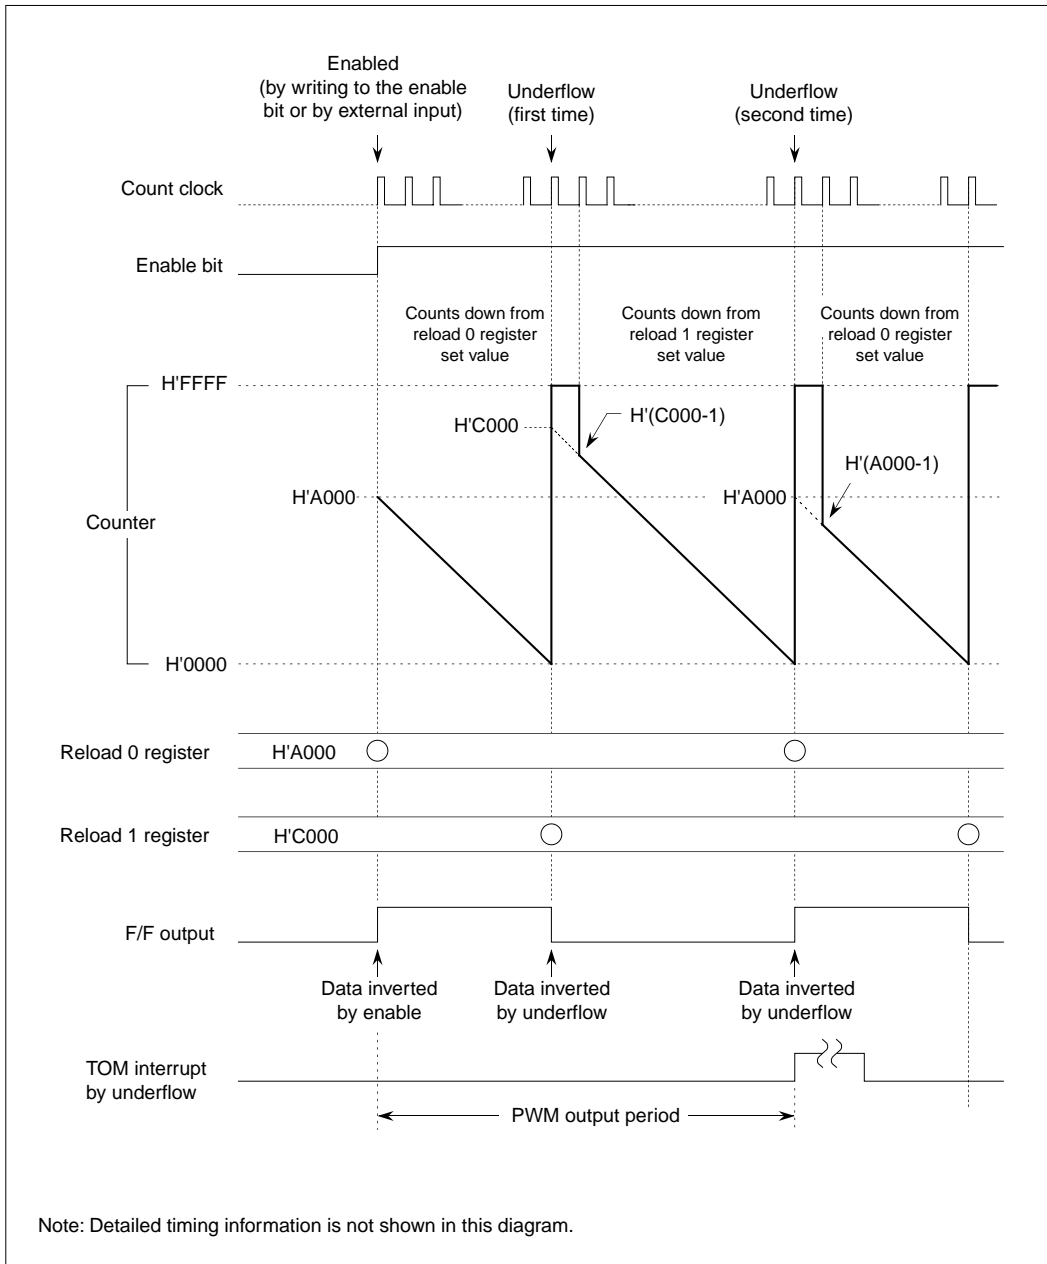 Enabled
(by writing to the enable
bit or by external input)
Underflow
(first time)
Underflow
(second time)
Count clock
Enable bit
Counts down from
reload 0 register
set value
Counts down from
reload 1 register
set value
Counts down from
reload 0 register
set value
H'FFFF
H'C000
H'(C000-1)
H'(A000-1)
H'A000
H'A000
Counter
H'0000
Reload 0 register
H'A000
Reload 1 register
H'C000
F/F output
Data inverted
by enable
Data inverted
by underflow
Data inverted
by underflow
TOM interrupt
by underflow
PWM output period
Note: Detailed timing information is not shown in this diagram.